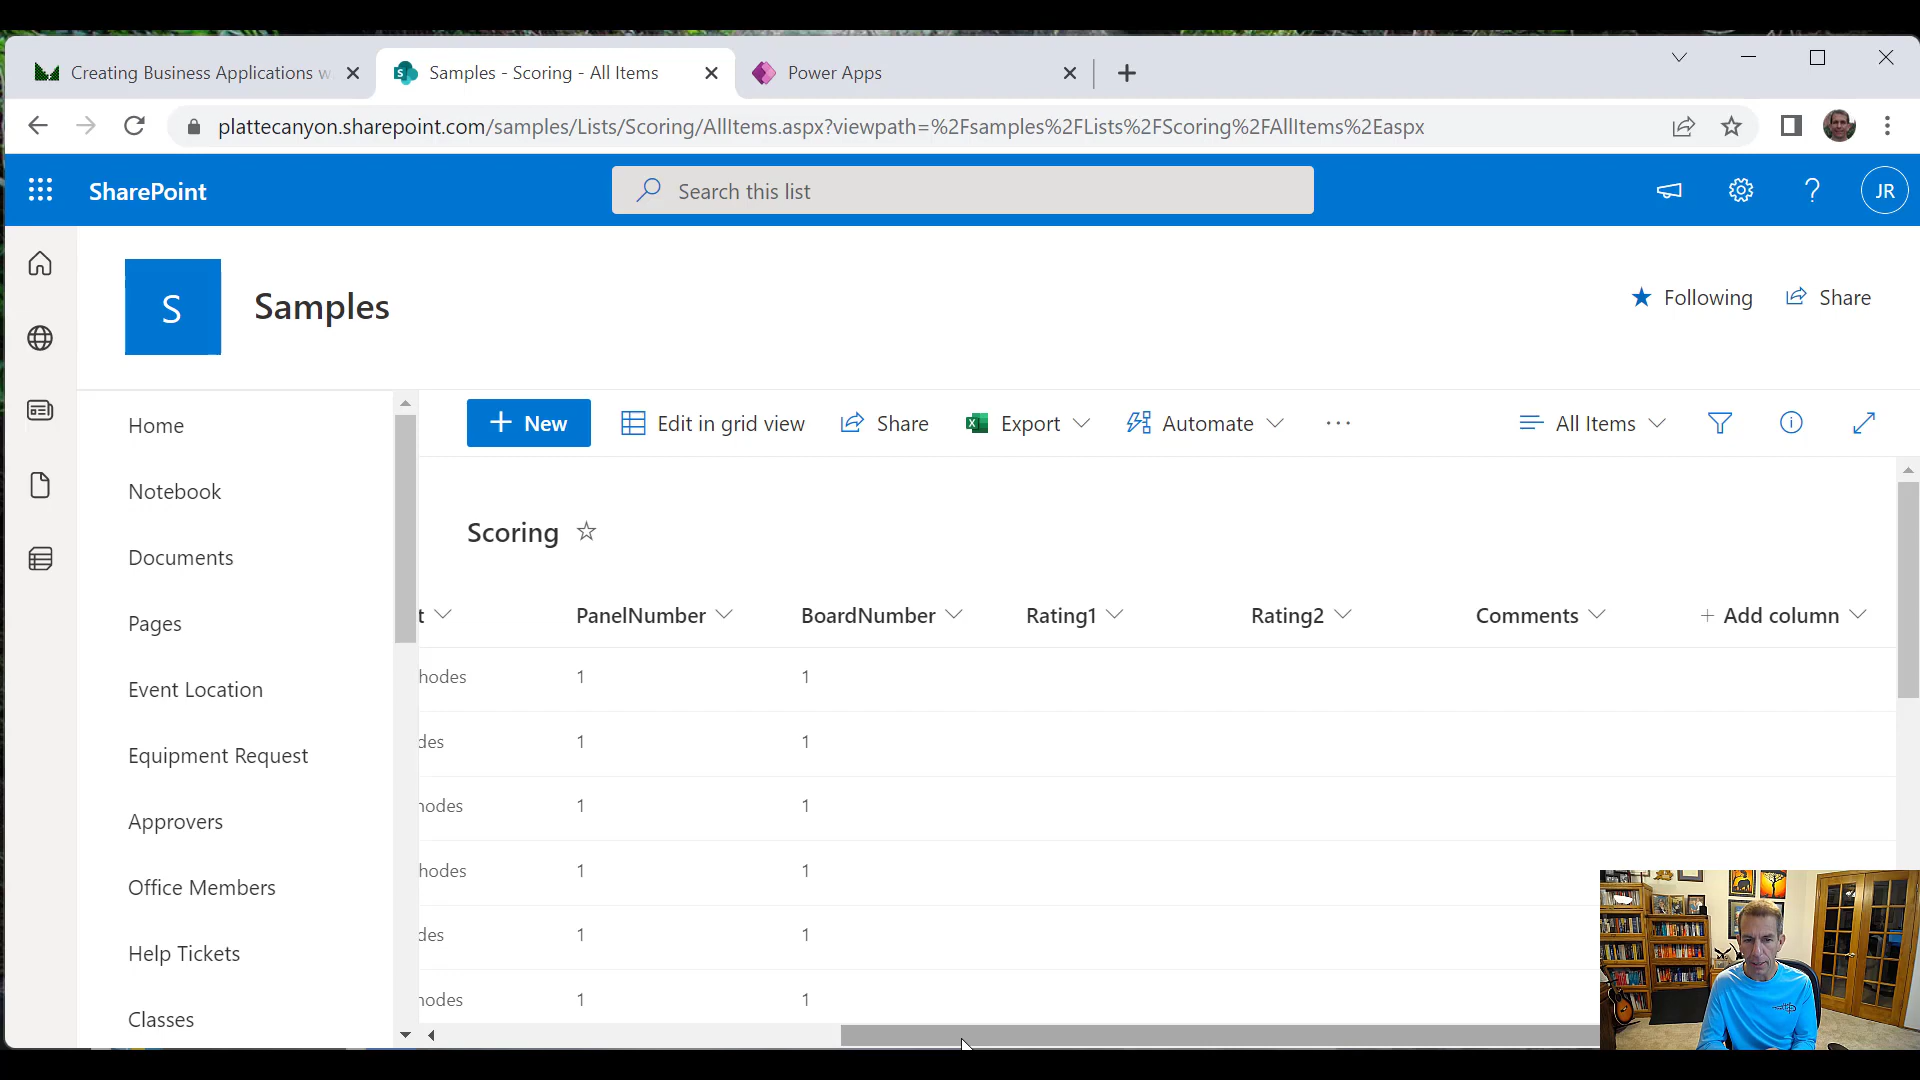 Creating Business Applications w
Samples - Scoring - All Items
Power Apps
plattecanyon.sharepoint.com/samples/Lists/Scoring/AllItems.aspx?viewpath=%2Fsamples%2FLists%2FScoring%2FAllItems%2Easpx
SharePoint
Search this list
JR
S
Samples
Following
Share
Home
Notebook
Documents
Pages
Event Location
Equipment Request
Approvers
Office Members
Help Tickets
Classes
New
Edit in grid view
Share
Export
Automate
All Items
Scoring
t PanelNumber BoardNumber Rating1 Rating2 Comments + Add column
hodes 1 1
des 1 1
nodes 1 1
hodes 1 1
des 1 1
nodes 1 1